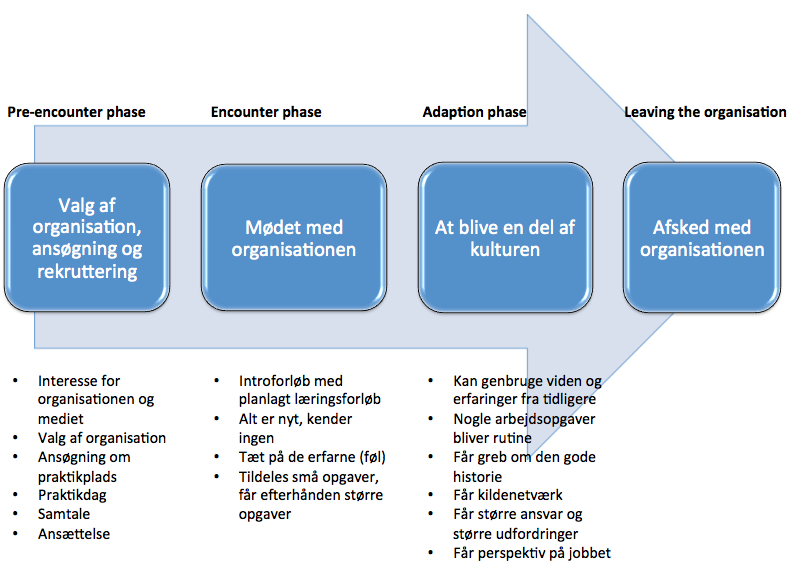 Pre-encounter phase
Encounter phase
Adaption phase
Leaving the organisation
Valg af
organisation,
ansøgning og
rekruttering
Mødet med
organisationen
At blive en del af
kulturen
Afsked med
organisationen
• Interesse for
organisationen og
mediet
• Valg af organisation
• Ansøgning om
praktikplads
• Praktikdag
• Samtale
• Ansættelse
• Introforløb med
planlagt læringsforløb
• Alt er nyt, kender
ingen
• Tæt på de erfarne (føl)
• Tildeles små opgaver,
får efterhånden større
opgaver
• Kan genbruge viden og
erfaringer fra tidligere
• Nogle arbejdsopgaver
bliver rutine
• Får greb om den gode
historie
• Får kildenetværk
• Får større ansvar og
større udfordringer
• Får perspektiv på jobbet